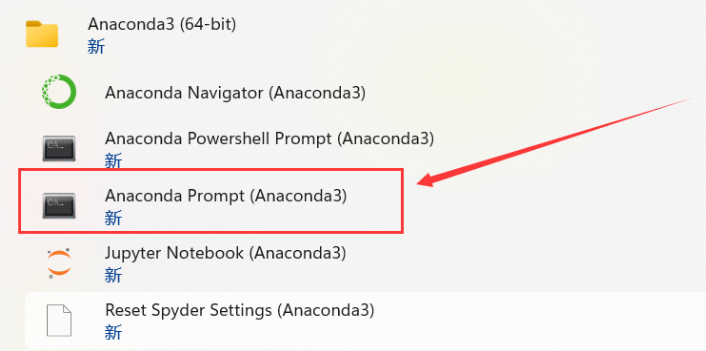 Anaconda3 (64-bit)
新
Anaconda Navigator (Anaconda3)
Anaconda Powershell Prompt (Anaconda3)
新
Anaconda Prompt (Anaconda3)
新
Jupyter Notebook (Anaconda3)
新
Reset Spyder Settings (Anaconda3)
新